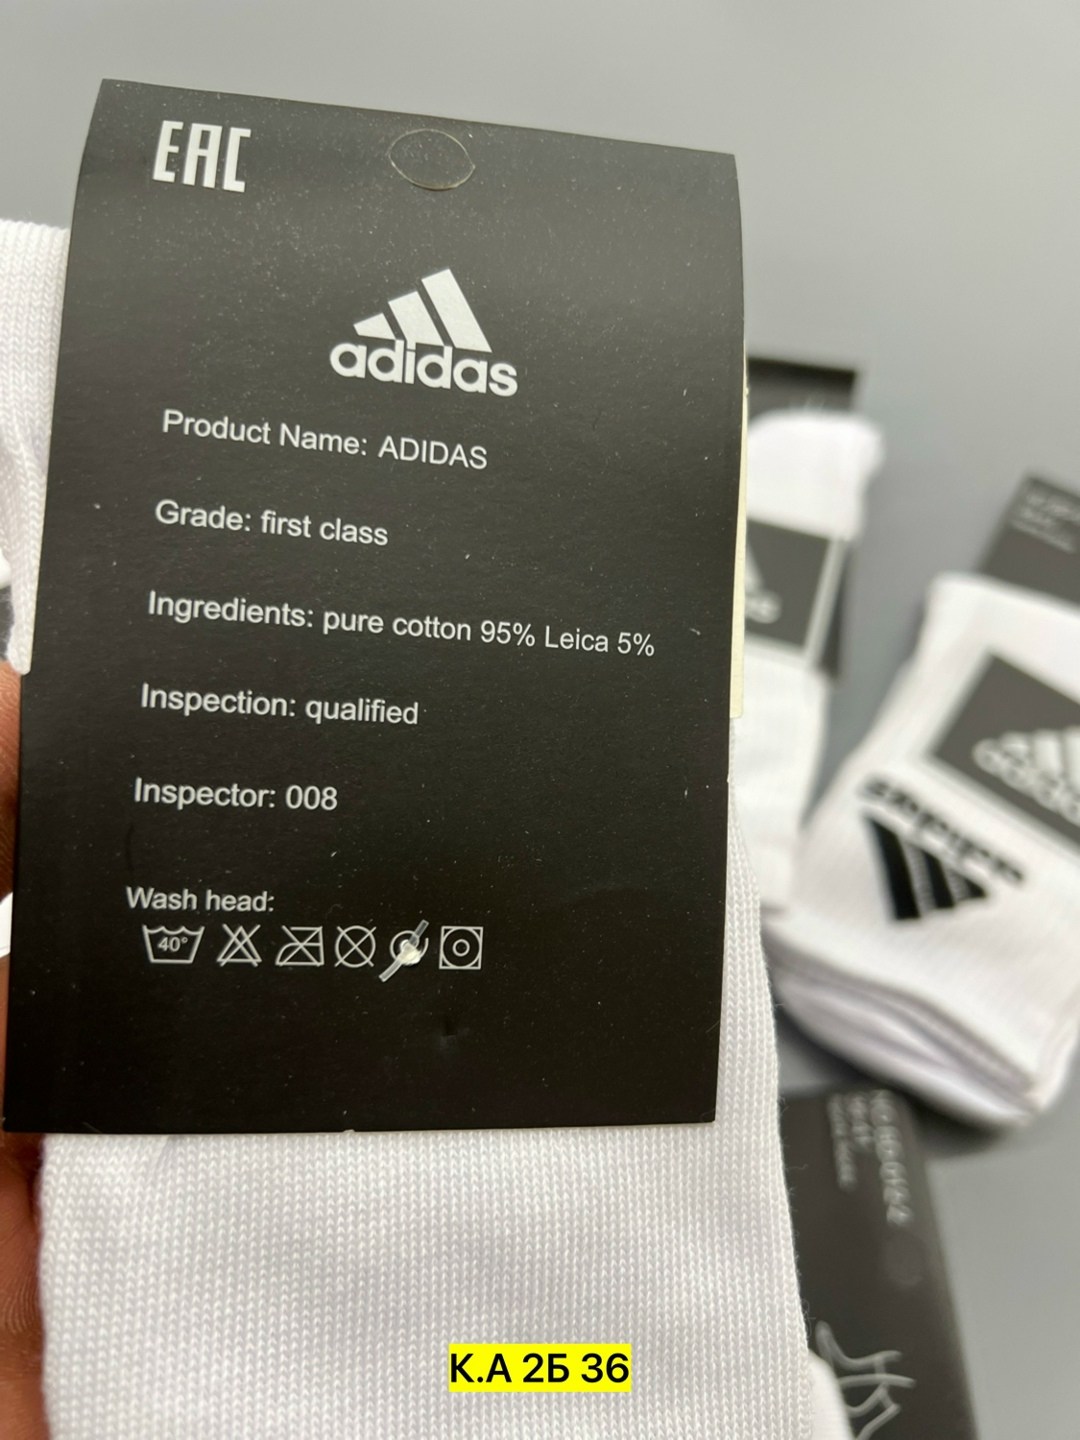 EAC
adidas
Product Name: ADIDAS
Grade: first class
Ingredients: pure cotton 95% Leica 5%
Inspection: qualified
Inspector: 008
Wash head:
40°
adidas
К.А 2Б 36